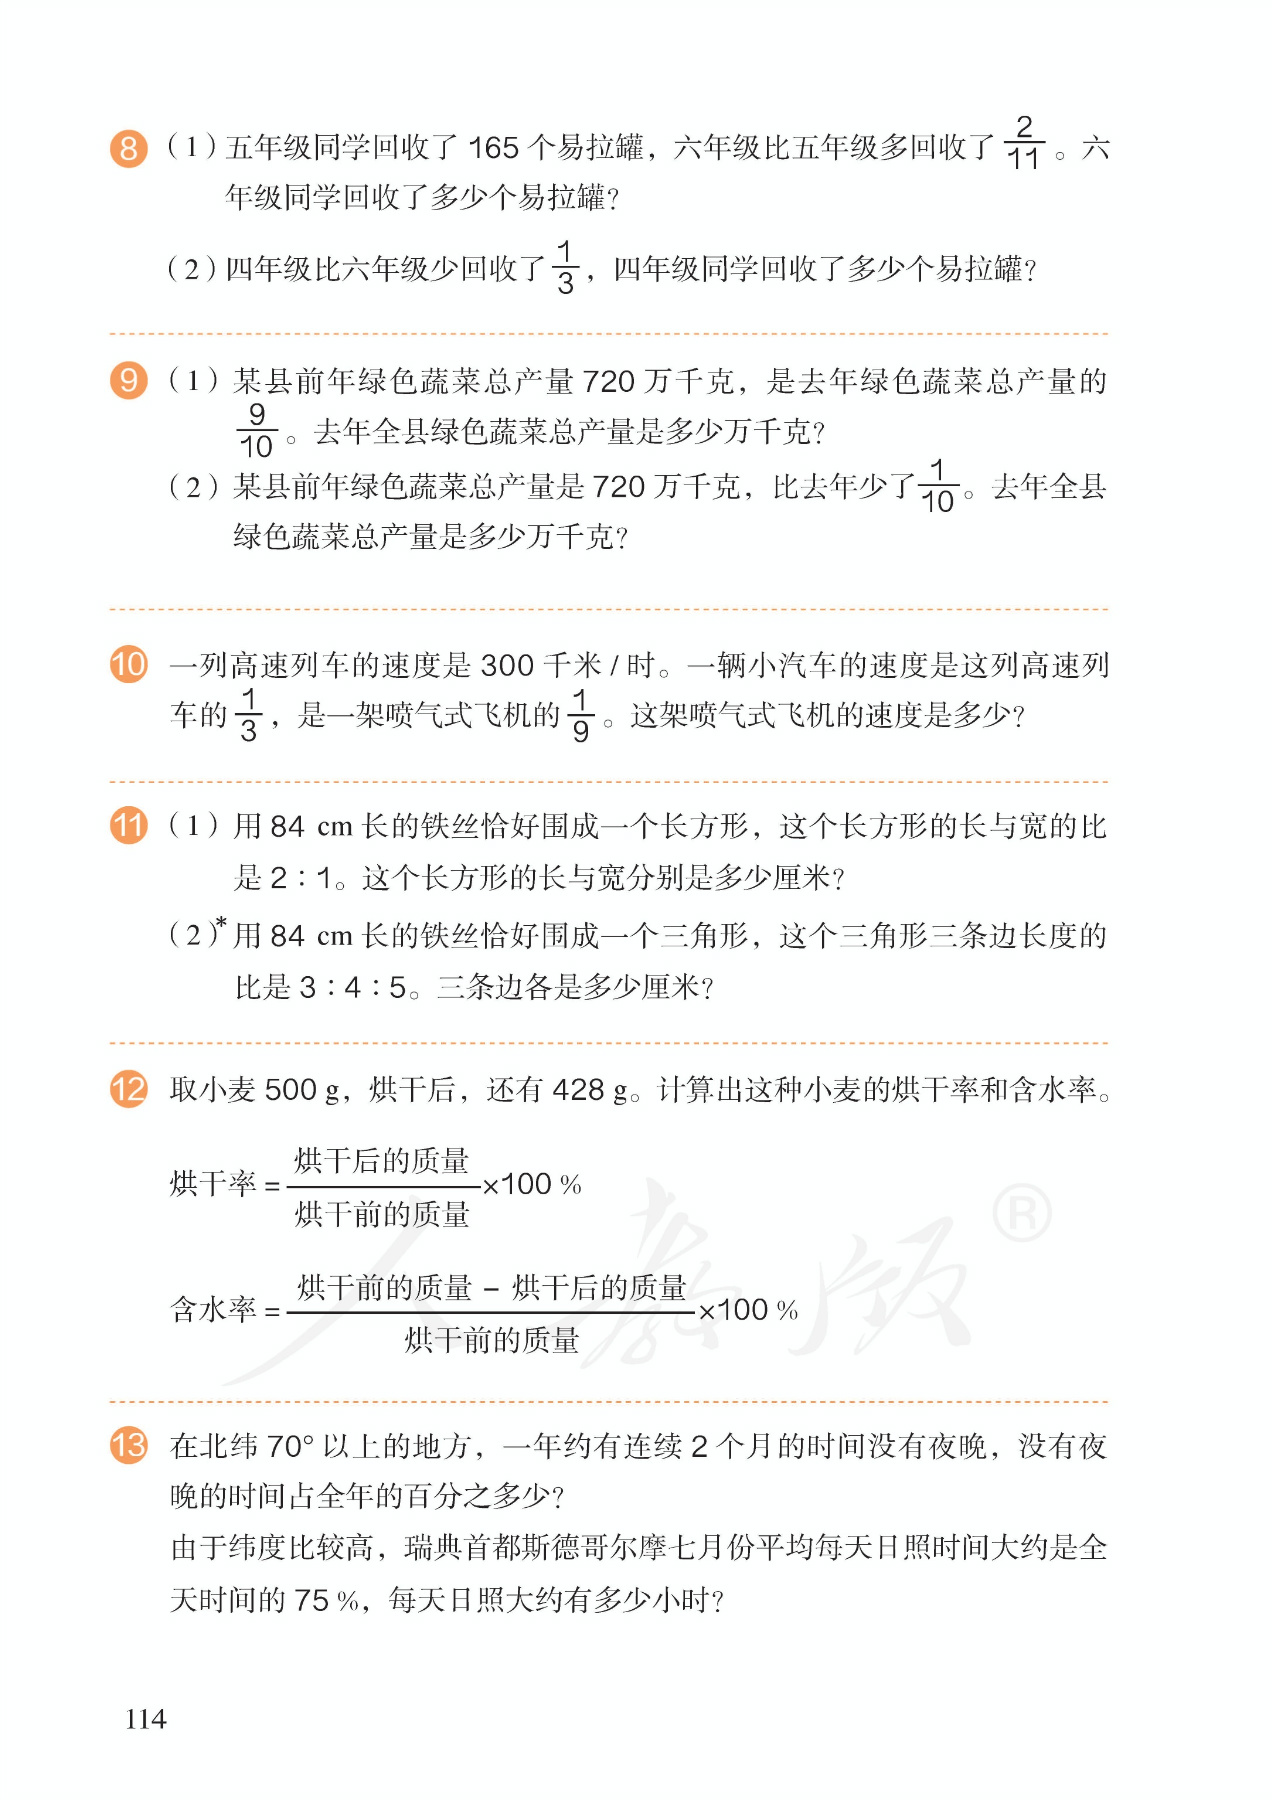 8 （1）五年级同学回收了 165 个易拉罐，六年级比五年级多回收了 2/11 。六
年级同学回收了多少个易拉罐？
（2）四年级比六年级少回收了 1/3 ，四年级同学回收了多少个易拉罐？
9 （1）某县前年绿色蔬菜总产量 720 万千克，是去年绿色蔬菜总产量的
9/10 。去年全县绿色蔬菜总产量是多少万千克？
（2）某县前年绿色蔬菜总产量是 720 万千克，比去年少了 1/10 。去年全县
绿色蔬菜总产量是多少万千克？
10 一列高速列车的速度是 300 千米 / 时。一辆小汽车的速度是这列高速列
车的 1/3 ，是一架喷气式飞机的 1/9 。这架喷气式飞机的速度是多少？
11 （1）用 84 cm 长的铁丝恰好围成一个长方形，这个长方形的长与宽的比
是 2∶1。这个长方形的长与宽分别是多少厘米？
（2）*用 84 cm 长的铁丝恰好围成一个三角形，这个三角形三条边长度的
比是 3∶4∶5。三条边各是多少厘米？
12 取小麦 500 g，烘干后，还有 428 g。计算出这种小麦的烘干率和含水率。
烘干后的质量
烘干率 = ×100 %
烘干前的质量
烘干前的质量 － 烘干后的质量
含水率 = ×100 %
烘干前的质量
人教版®
13 在北纬 70° 以上的地方，一年约有连续 2 个月的时间没有夜晚，没有夜
晚的时间占全年的百分之多少？
由于纬度比较高，瑞典首都斯德哥尔摩七月份平均每天日照时间大约是全
天时间的 75 %，每天日照大约有多少小时？
114